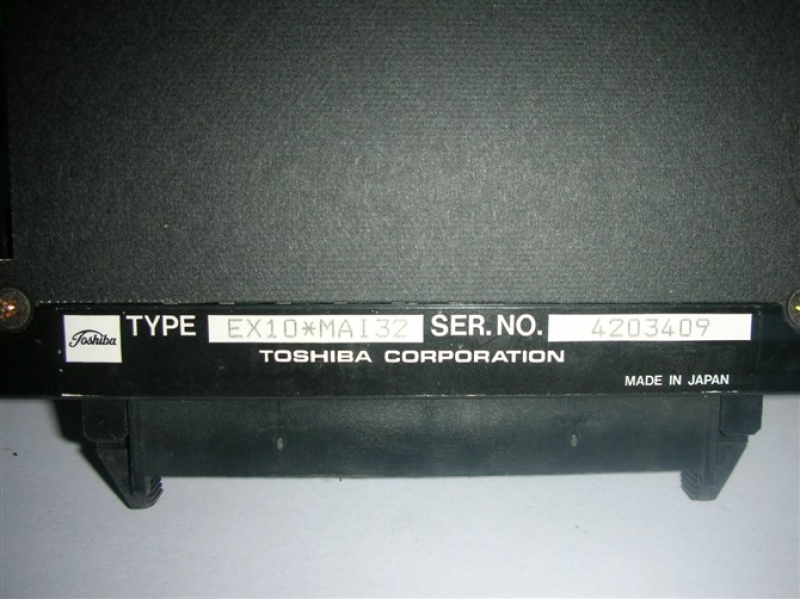 Toshiba TYPE EX10*MAI32 SER.NO. 4203409
TOSHIBA CORPORATION
MADE IN JAPAN